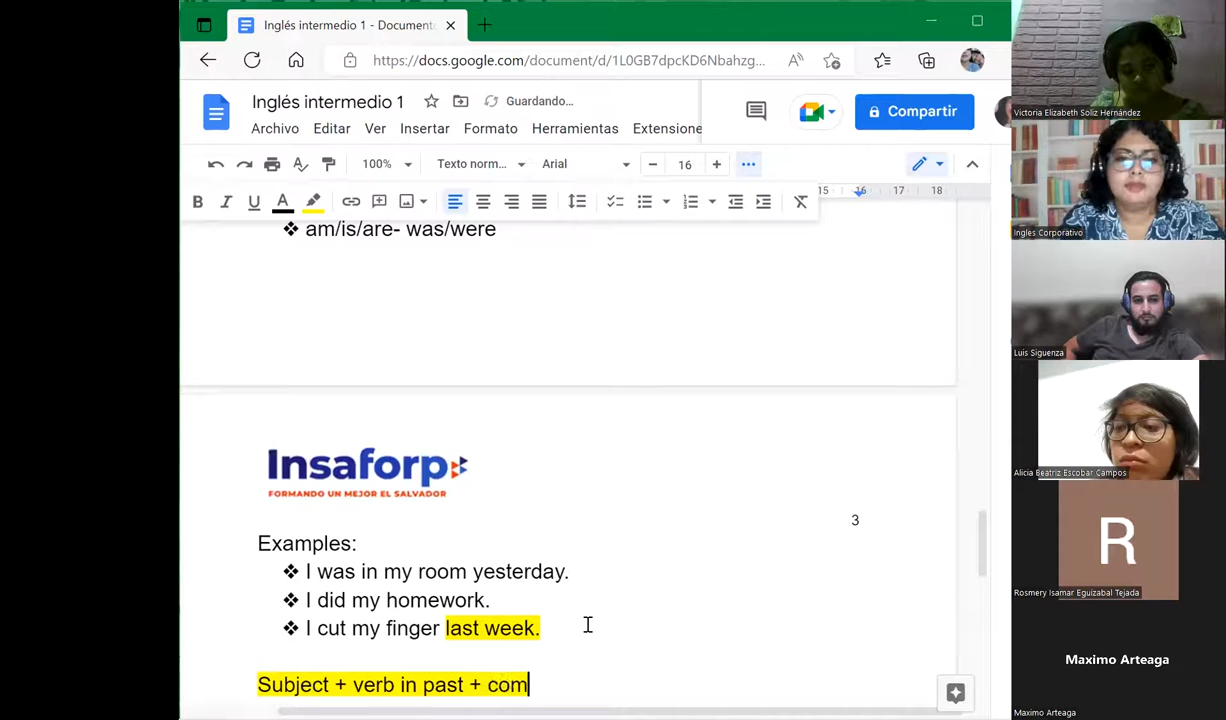 Inglés intermedio 1 - Documento
https://docs.google.com/document/d/1L0GB7dpcKD6Nbahzg...
Inglés intermedio 1
Guardando...
Compartir
Archivo Editar Ver Insertar Formato Herramientas Extensione
100% Texto norm... Arial 16
15 16 17 18
❖ am/is/are- was/were
Insaforp
FORMANDO UN MEJOR EL SALVADOR
3
Examples:
❖ I was in my room yesterday.
❖ I did my homework.
❖ I cut my finger last week.
Subject + verb in past + com
Victoria Elizabeth Soliz Hernández
Ingles Corporativo
Luis Siguenza
Alicia Beatriz Escobar Campos
R
Rosmery Isamar Eguizabal Tejada
Maximo Arteaga
Maximo Arteaga